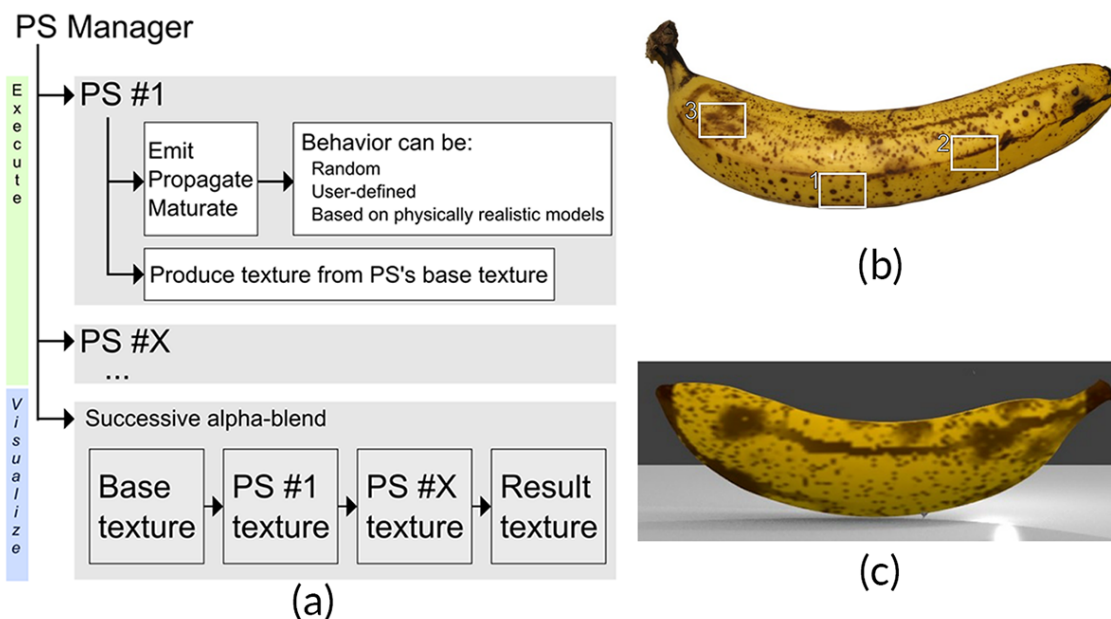 PS Manager
Execute
PS #1
Emit
Propagate
Maturate
Behavior can be:
Random
User-defined
Based on physically realistic models
Produce texture from PS's base texture
PS #X
...
Visualize
Successive alpha-blend
Base
texture
PS #1
texture
PS #X
texture
Result
texture
(a)
3
2
1
(b)
(c)